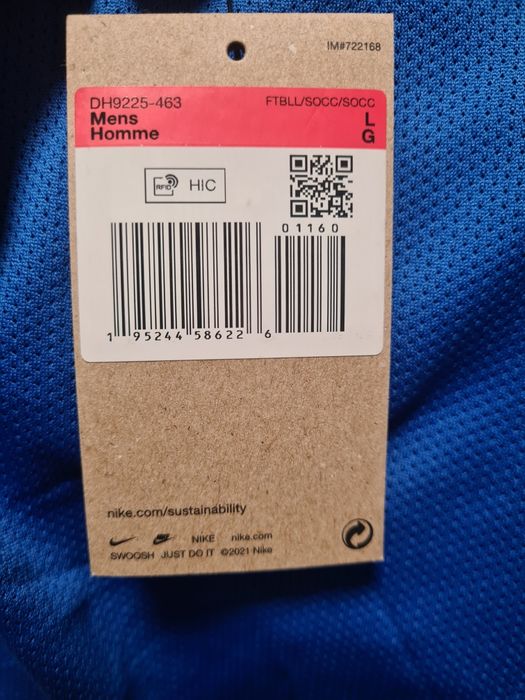 IM#722168
DH9225-463 FTBLL/SOCC/SOCC
Mens L
Homme G
RFID HIC
01160
1 95244 58622 6
nike.com/sustainability
NIKE nike.com
SWOOSH JUST DO IT ©2021 Nike